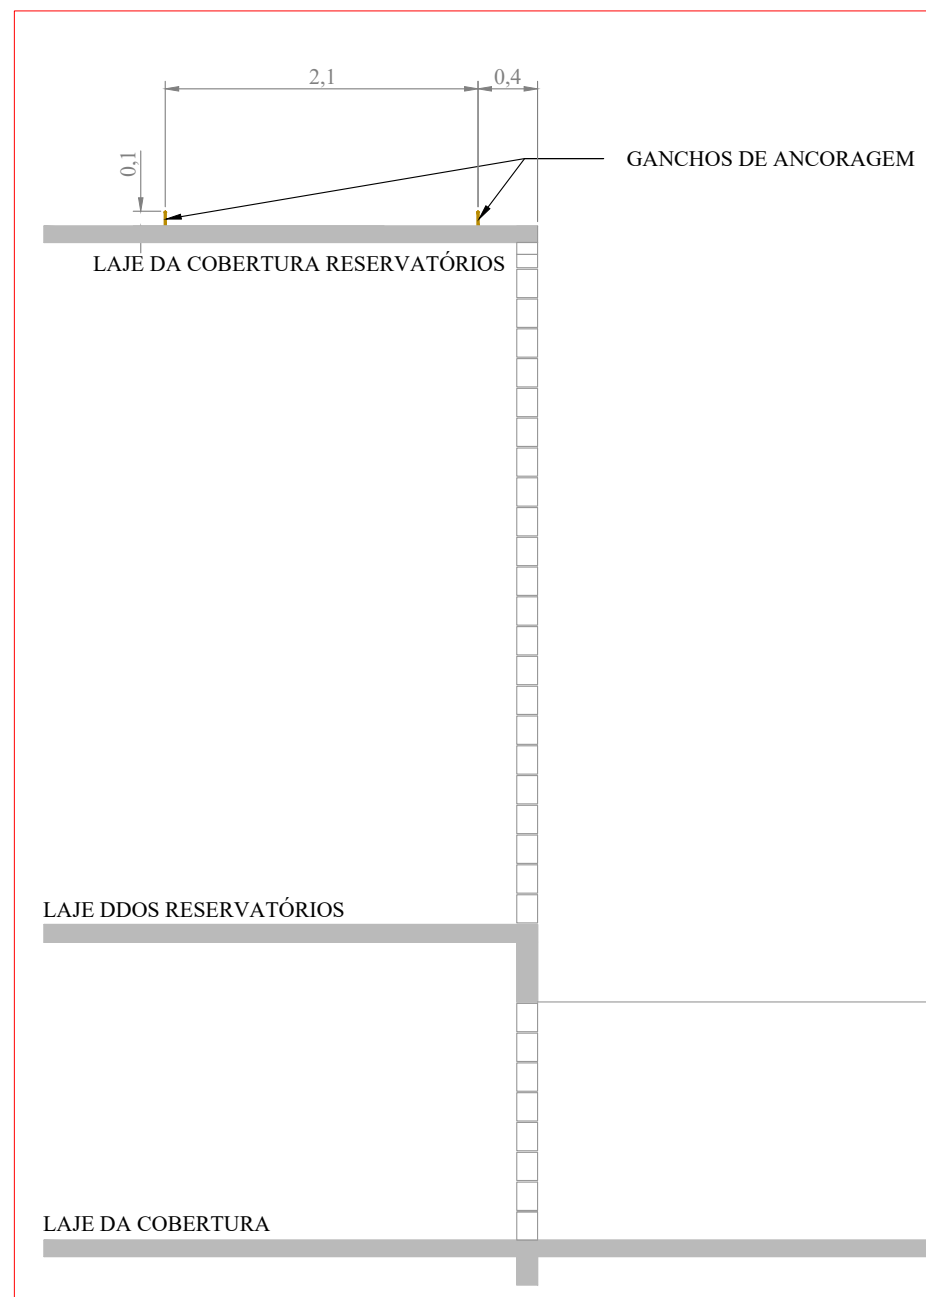 2,1
0,4
0,1
GANCHOS DE ANCORAGEM
LAJE DA COBERTURA RESERVATÓRIOS
LAJE DDOS RESERVATÓRIOS
LAJE DA COBERTURA